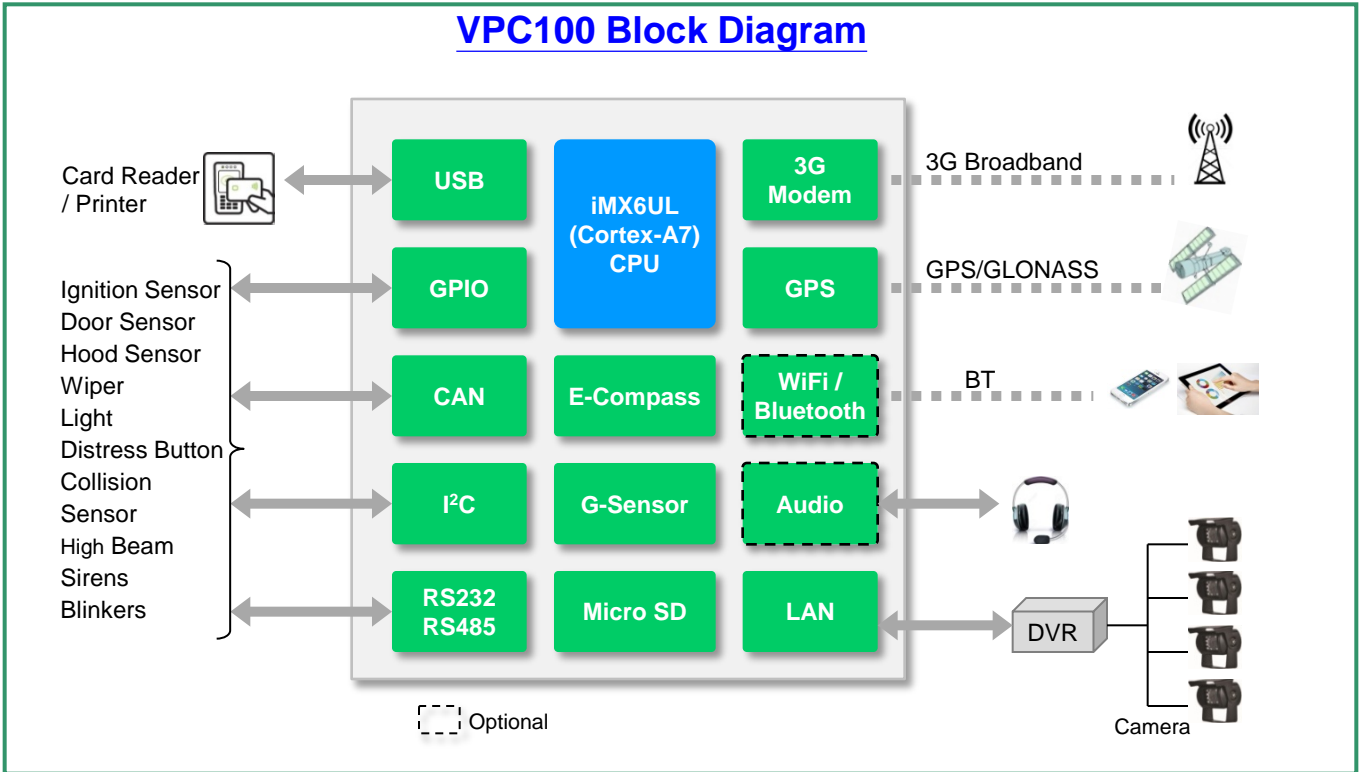 VPC100 Block Diagram
Card Reader
/ Printer
Ignition Sensor
Door Sensor
Hood Sensor
Wiper
Light
Distress Button
Collision
Sensor
High Beam
Sirens
Blinkers
USB
GPIO
CAN
I²C
RS232
RS485
iMX6UL
(Cortex-A7)
CPU
E-Compass
G-Sensor
Micro SD
3G
Modem
GPS
WiFi /
Bluetooth
Audio
LAN
3G Broadband
GPS/GLONASS
BT
DVR
Camera
Optional